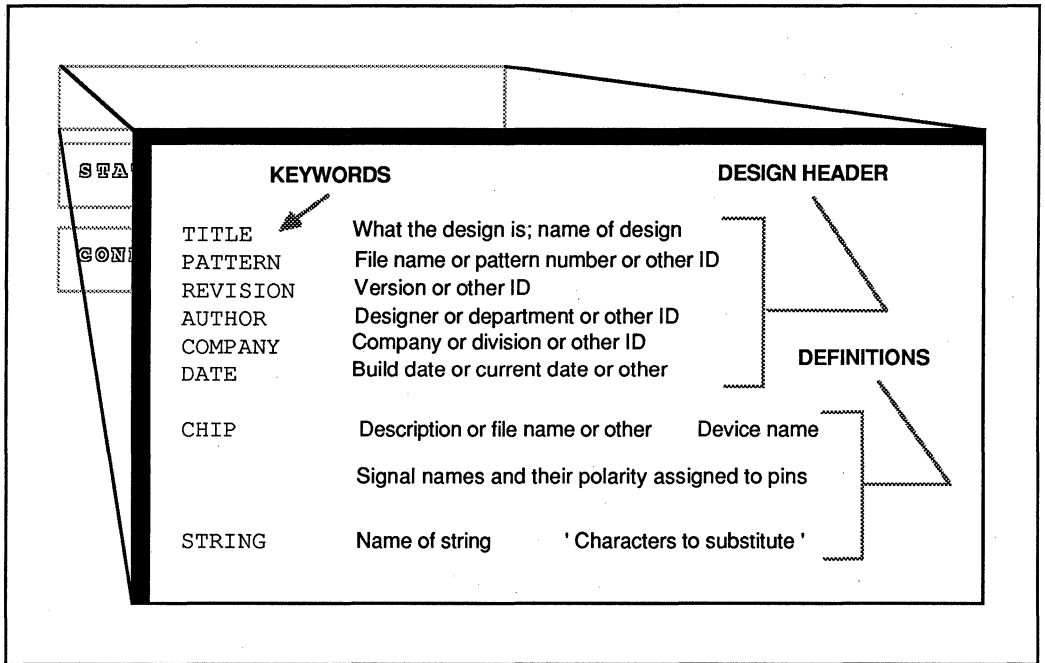 STA
CON
KEYWORDS DESIGN HEADER
TITLE What the design is; name of design
PATTERN File name or pattern number or other ID
REVISION Version or other ID
AUTHOR Designer or department or other ID
COMPANY Company or division or other ID
DATE Build date or current date or other
DEFINITIONS
CHIP Description or file name or other Device name
Signal names and their polarity assigned to pins
STRING Name of string ' Characters to substitute '